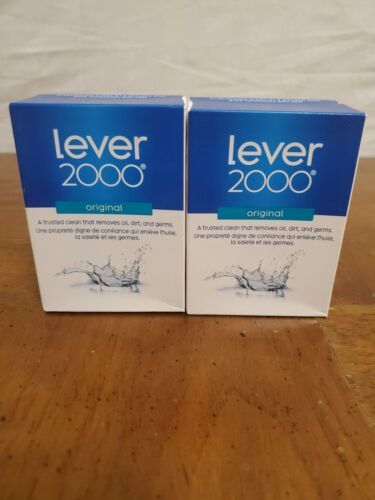 lever
2000®
original
A trusted clean that removes oil, dirt, and germs.
Une propreté digne de confiance qui enlève l'huile,
la saleté et les germes.
lever
2000®
original
A trusted clean that removes oil, dirt, and germs.
Une propreté digne de confiance qui enlève l'huile,
la saleté et les germes.